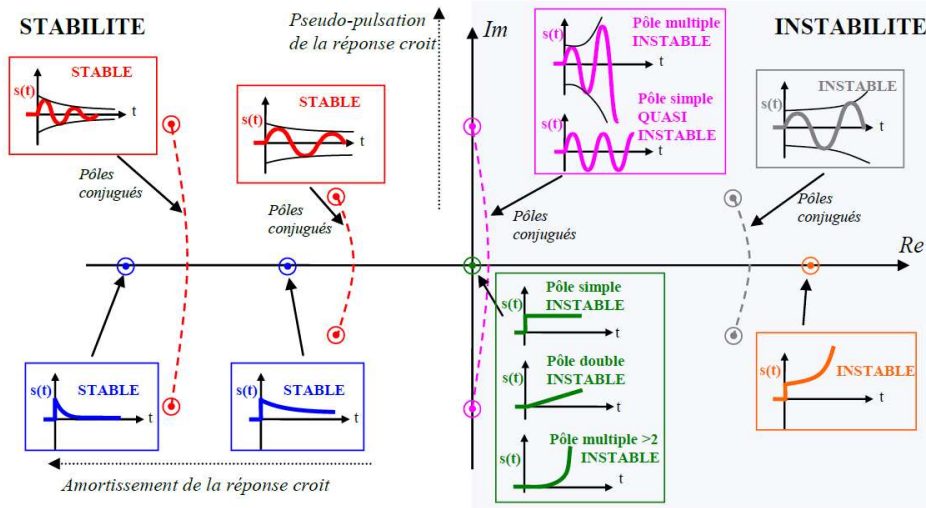 STABILITE
Pseudo-pulsation
de la réponse croit
Im
INSTABILITE
STABLE
s(t)
t
Pôles
conjugués
STABLE
s(t)
t
Pôles
conjugués
Pôle multiple
INSTABLE
s(t)
t
Pôle simple
QUASI
INSTABLE
s(t)
t
Pôles
conjugués
INSTABLE
s(t)
t
Pôles
conjugués
Re
STABLE
s(t)
t
STABLE
s(t)
t
Pôle simple
INSTABLE
s(t)
t
Pôle double
INSTABLE
s(t)
t
Pôle multiple >2
INSTABLE
s(t)
t
INSTABLE
s(t)
t
Amortissement de la réponse croit